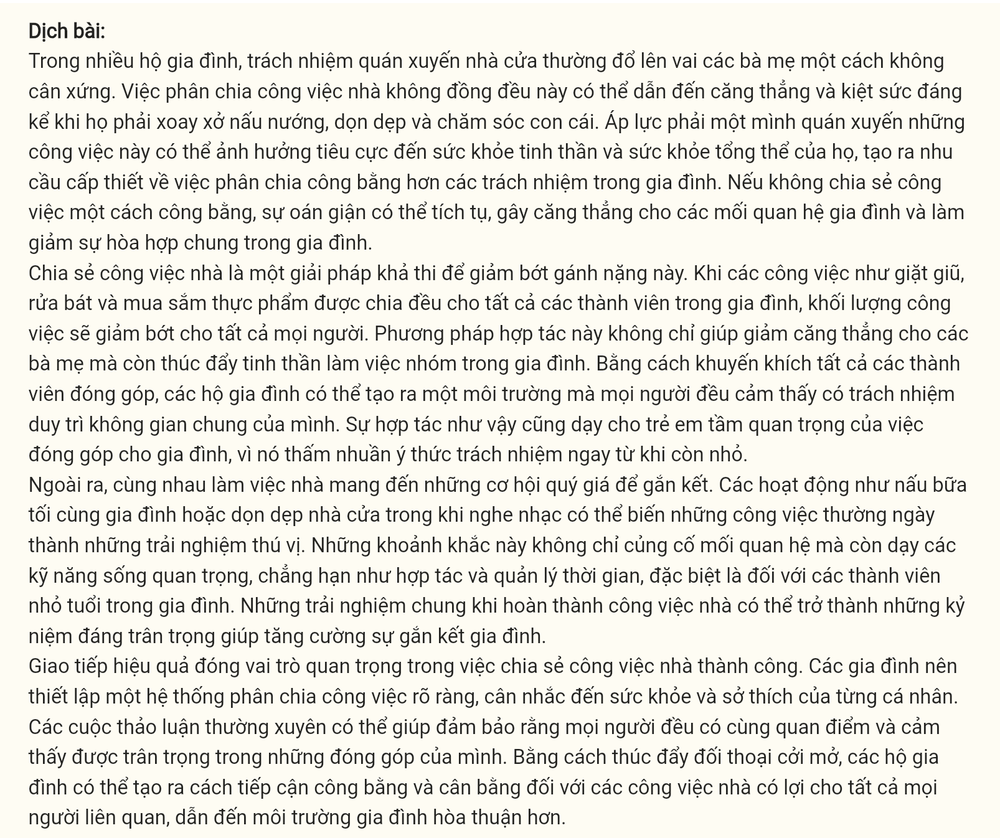 Dịch bài:
Trong nhiều hộ gia đình, trách nhiệm quán xuyến nhà cửa thường đổ lên vai các bà mẹ một cách không
cân xứng. Việc phân chia công việc nhà không đồng đều này có thể dẫn đến căng thẳng và kiệt sức đáng
kể khi họ phải xoay xở nấu nướng, dọn dẹp và chăm sóc con cái. Áp lực phải một mình quán xuyến những
công việc này có thể ảnh hưởng tiêu cực đến sức khỏe tinh thần và sức khỏe tổng thể của họ, tạo ra nhu
cầu cấp thiết về việc phân chia công bằng hơn các trách nhiệm trong gia đình. Nếu không chia sẻ công
việc một cách công bằng, sự oán giận có thể tích tụ, gây căng thẳng cho các mối quan hệ gia đình và làm
giảm sự hòa hợp chung trong gia đình.
Chia sẻ công việc nhà là một giải pháp khả thi để giảm bớt gánh nặng này. Khi các công việc như giặt giũ,
rửa bát và mua sắm thực phẩm được chia đều cho tất cả các thành viên trong gia đình, khối lượng công
việc sẽ giảm bớt cho tất cả mọi người. Phương pháp hợp tác này không chỉ giúp giảm căng thẳng cho các
bà mẹ mà còn thúc đẩy tinh thần làm việc nhóm trong gia đình. Bằng cách khuyến khích tất cả các thành
viên đóng góp, các hộ gia đình có thể tạo ra một môi trường mà mọi người đều cảm thấy có trách nhiệm
duy trì không gian chung của mình. Sự hợp tác như vậy cũng dạy cho trẻ em tầm quan trọng của việc
đóng góp cho gia đình, vì nó thấm nhuần ý thức trách nhiệm ngay từ khi còn nhỏ.
Ngoài ra, cùng nhau làm việc nhà mang đến những cơ hội quý giá để gắn kết. Các hoạt động như nấu bữa
tối cùng gia đình hoặc dọn dẹp nhà cửa trong khi nghe nhạc có thể biến những công việc thường ngày
thành những trải nghiệm thú vị. Những khoảnh khắc này không chỉ củng cố mối quan hệ mà còn dạy các
kỹ năng sống quan trọng, chẳng hạn như hợp tác và quản lý thời gian, đặc biệt là đối với các thành viên
nhỏ tuổi trong gia đình. Những trải nghiệm chung khi hoàn thành công việc nhà có thể trở thành những kỷ
niệm đáng trân trọng giúp tăng cường sự gắn kết gia đình.
Giao tiếp hiệu quả đóng vai trò quan trọng trong việc chia sẻ công việc nhà thành công. Các gia đình nên
thiết lập một hệ thống phân chia công việc rõ ràng, cân nhắc đến sức khỏe và sở thích của từng cá nhân.
Các cuộc thảo luận thường xuyên có thể giúp đảm bảo rằng mọi người đều có cùng quan điểm và cảm
thấy được trân trọng trong những đóng góp của mình. Bằng cách thúc đẩy đối thoại cởi mở, các hộ gia
đình có thể tạo ra cách tiếp cận công bằng và cân bằng đối với các công việc nhà có lợi cho tất cả mọi
người liên quan, dẫn đến môi trường gia đình hòa thuận hơn.